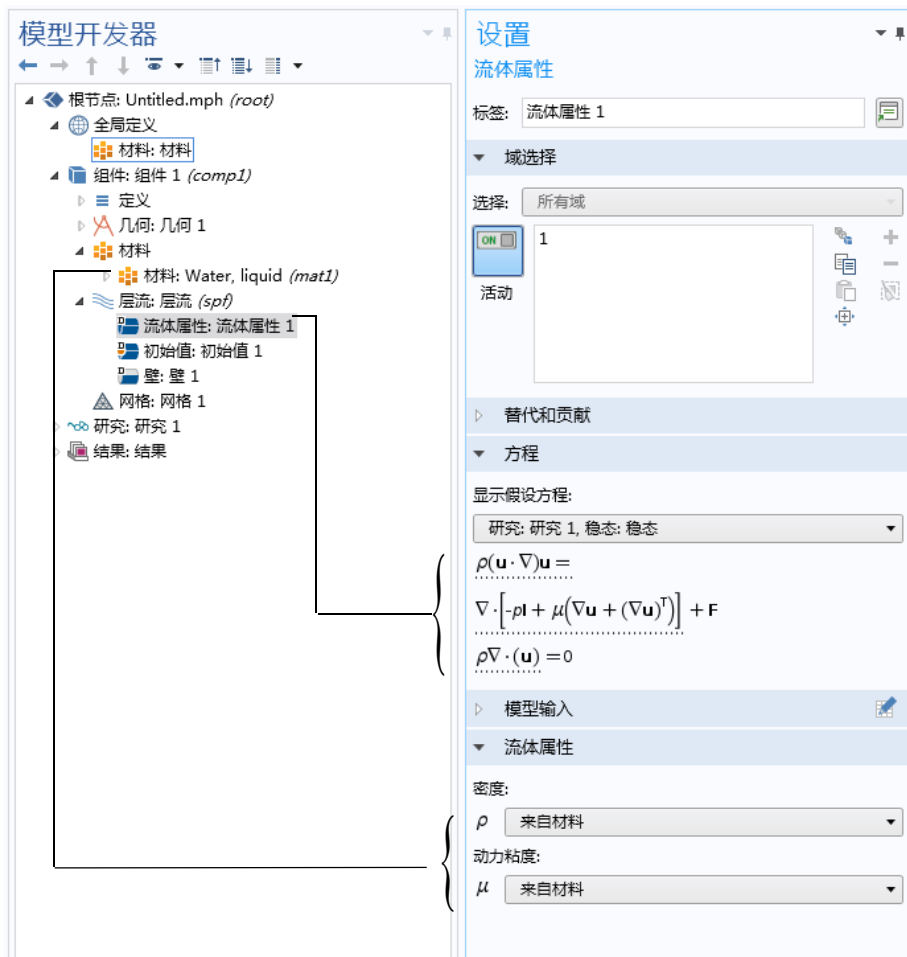 模型开发器
根节点: Untitled.mph (root)
全局定义
材料: 材料
组件: 组件 1 (comp1)
定义
几何: 几何 1
材料
材料: Water, liquid (mat1)
层流: 层流 (spf)
流体属性: 流体属性 1
初始值: 初始值 1
壁: 壁 1
网格: 网格 1
研究: 研究 1
结果: 结果
设置
流体属性
标签: 流体属性 1
域选择
选择: 所有域
ON
1
活动
替代和贡献
方程
显示假设方程:
研究: 研究 1, 稳态: 稳态
ρ(u · ∇)u =
∇ · [-pI + μ(∇u + (∇u)ᵀ)] + F
ρ∇ · (u) = 0
模型输入
流体属性
密度:
ρ 来自材料
动力粘度:
μ 来自材料